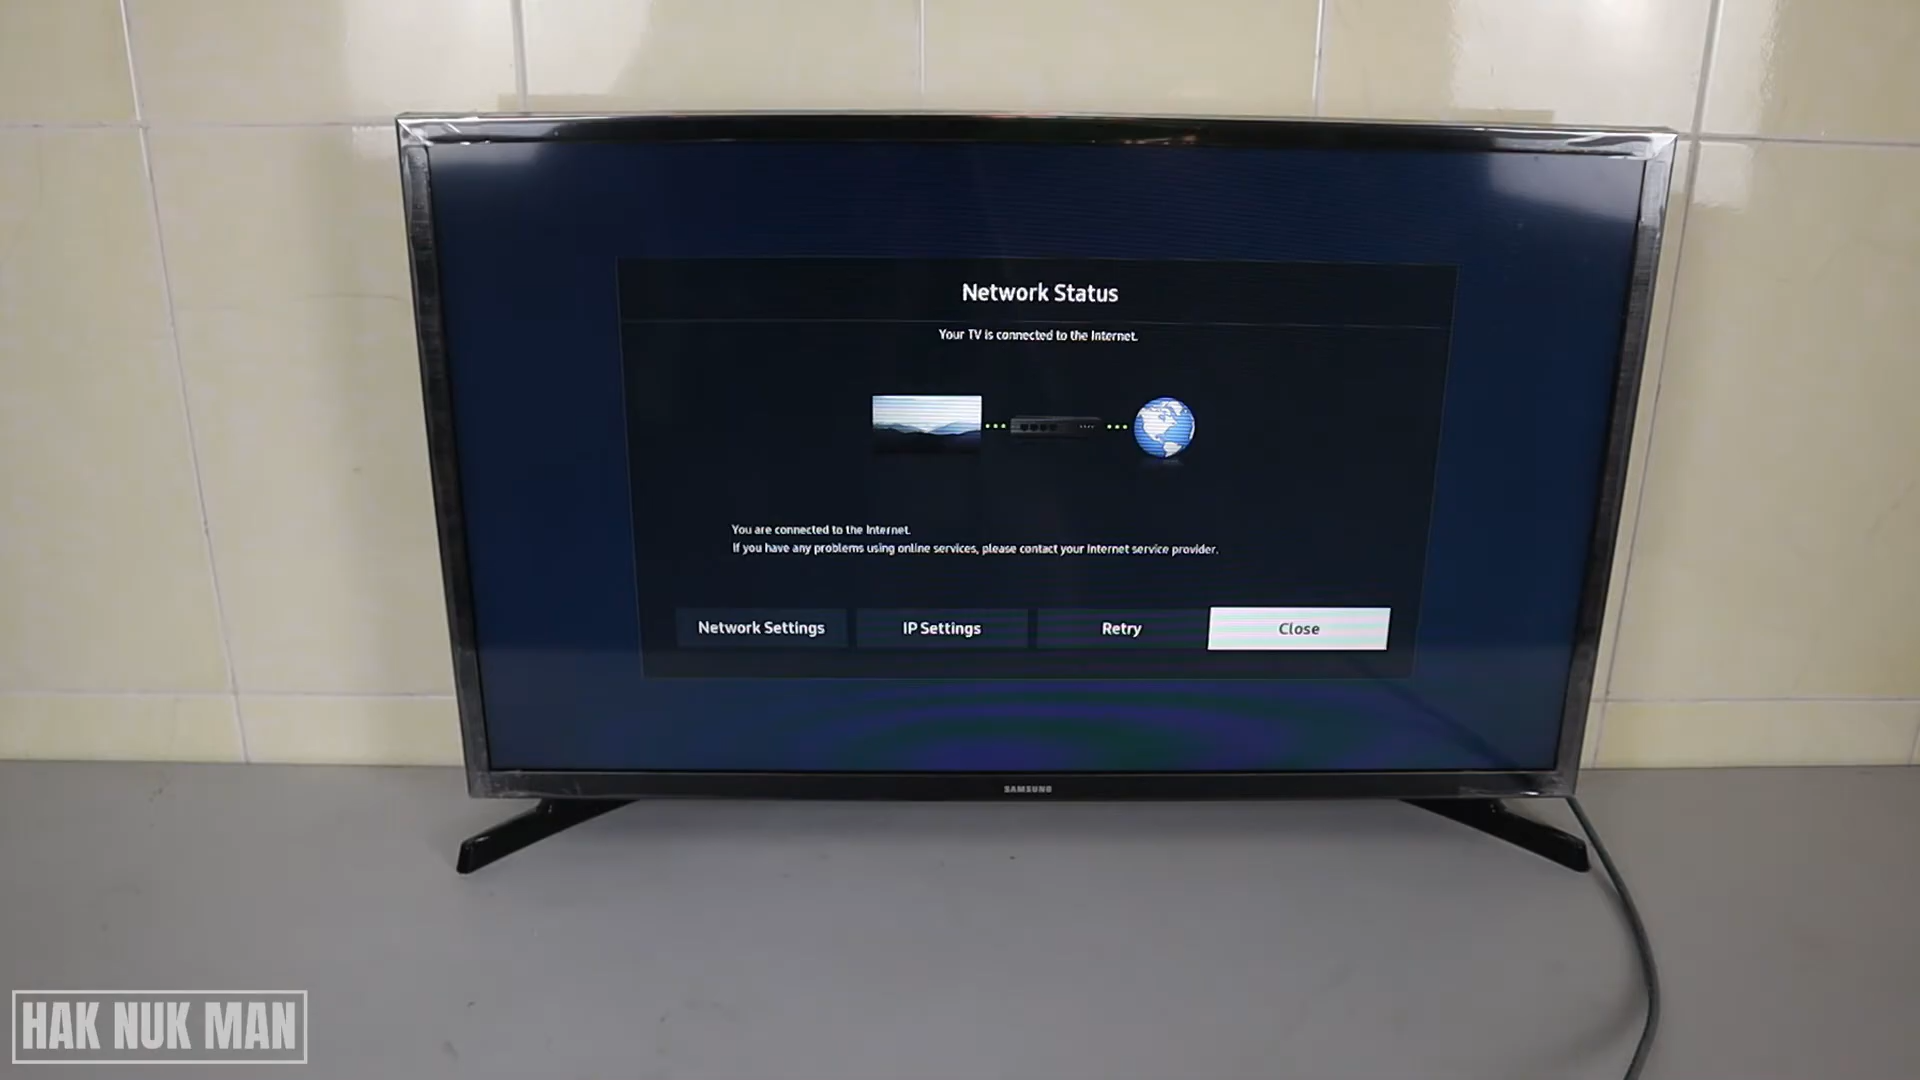 Network Status
Your TV is connected to the Internet.
You are connected to the Internet.
If you have any problems using online services, please contact your Internet service provider.
Network Settings
IP Settings
Retry
Close
SAMSUNG
HAK NUK MAN